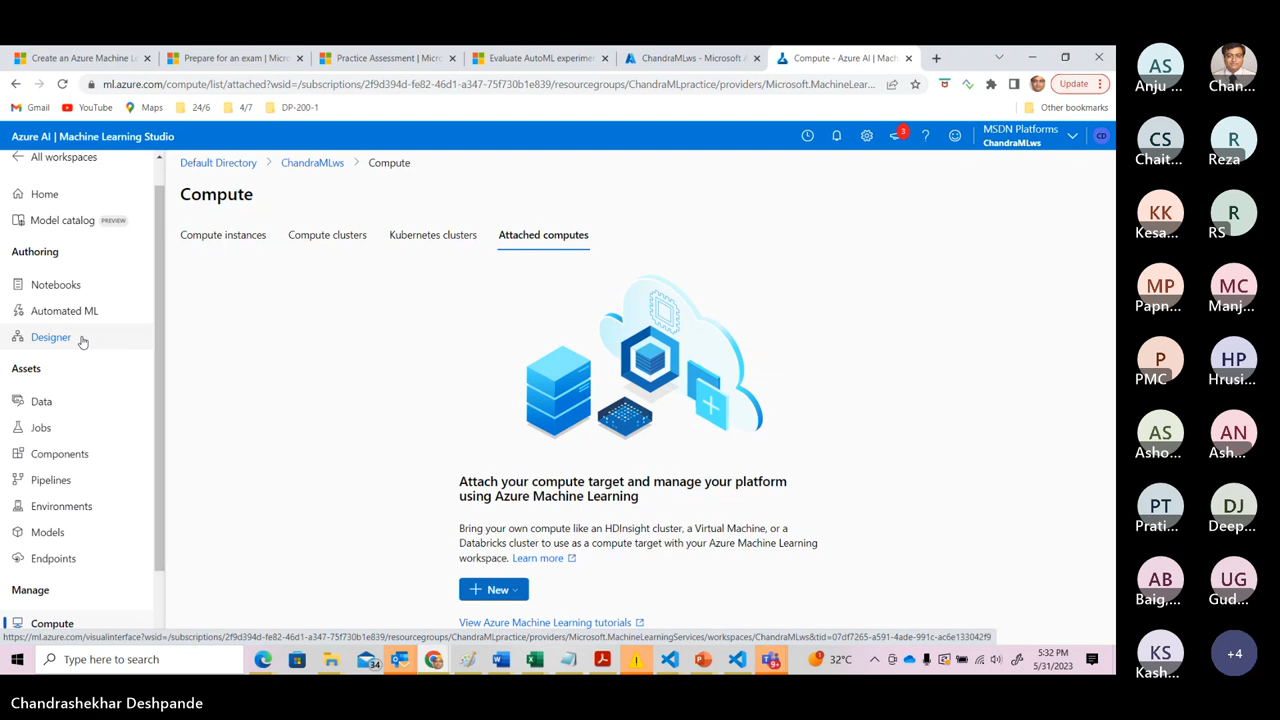 Create an Azure Machine L
Prepare for an exam | Micro
Practice Assessment | Micros
Evaluate AutoML experime
ChandraMLws - Microsoft A
Compute - Azure AI | Mach
ml.azure.com/compute/list/attached?wsid=/subscriptions/2f9d394d-fe82-46d1-a347-75f730b1e839/resourcegroups/ChandraMLpractice/providers/Microsoft.MachineLear...
Update
Gmail
YouTube
Maps
24/6
4/7
DP-200-1
Other bookmarks
Azure AI | Machine Learning Studio
3
MSDN Platforms
ChandraMLws
CD
All workspaces
Home
Model catalog PREVIEW
Authoring
Notebooks
Automated ML
Designer
Assets
Data
Jobs
Components
Pipelines
Environments
Models
Endpoints
Manage
Compute
Default Directory > ChandraMLws > Compute
Compute
Compute instances
Compute clusters
Kubernetes clusters
Attached computes
Attach your compute target and manage your platform
using Azure Machine Learning
Bring your own compute like an HDInsight cluster, a Virtual Machine, or a
Databricks cluster to use as a compute target with your Azure Machine Learning
workspace. Learn more
New
View Azure Machine Learning tutorials
https://ml.azure.com/visualinterface?wsid=/subscriptions/2f9d394d-fe82-46d1-a347-75f730b1e839/resourcegroups/ChandraMLpractice/providers/Microsoft.MachineLearningServices/workspaces/ChandraMLws&tid=07df7265-a591-4ade-991c-ac6e133042f9
Type here to search
34
9+
32°C
5:32 PM
5/31/2023
AS
Anju ...
Chan...
CS
Chait...
R
Reza
KK
Kesa...
R
RS
MP
Papn...
MC
Manj...
P
PMC
HP
Hrusi...
AS
Asho...
AN
Ash...
PT
Prati...
DJ
Deep...
AB
Baig,...
UG
Gud...
KS
Kash...
+4
Chandrashekhar Deshpande